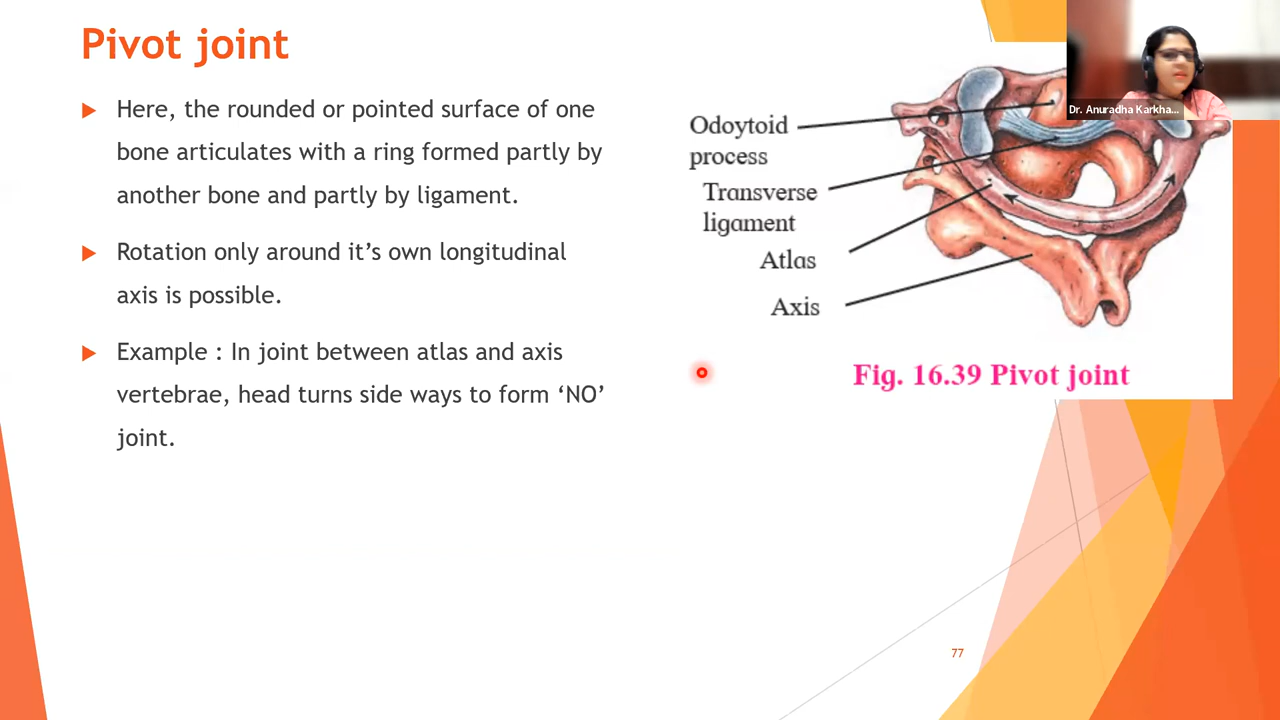 Pivot joint
Here, the rounded or pointed surface of one
bone articulates with a ring formed partly by
another bone and partly by ligament.
Rotation only around it’s own longitudinal
axis is possible.
Example : In joint between atlas and axis
vertebrae, head turns side ways to form ‘NO’
joint.
Odoytoid
process
Transverse
ligament
Atlas
Axis
Fig. 16.39 Pivot joint
Dr. Anuradha Karkha...
77